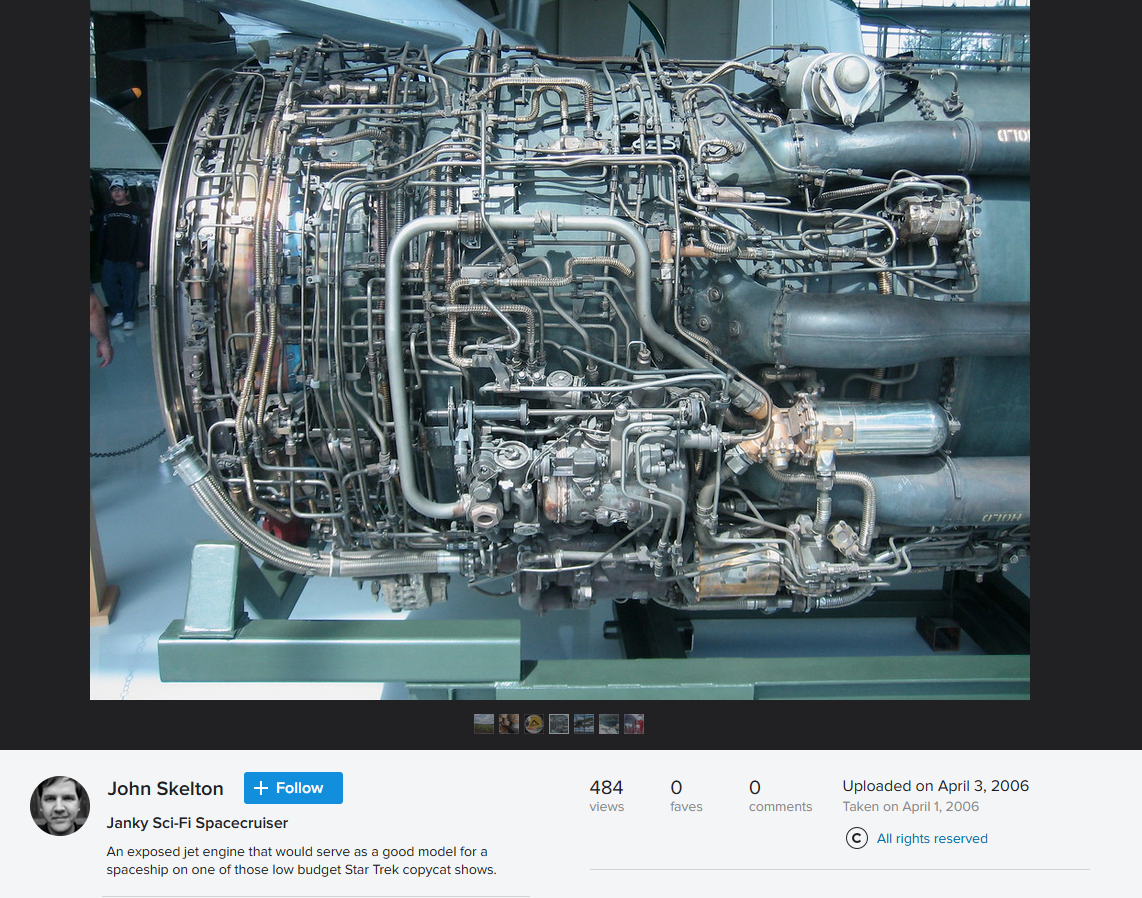 HOLD
John Skelton
+ Follow
Janky Sci-Fi Spacecruiser
An exposed jet engine that would serve as a good model for a
spaceship on one of those low budget Star Trek copycat shows.
484
views
0
faves
0
comments
Uploaded on April 3, 2006
Taken on April 1, 2006
© All rights reserved